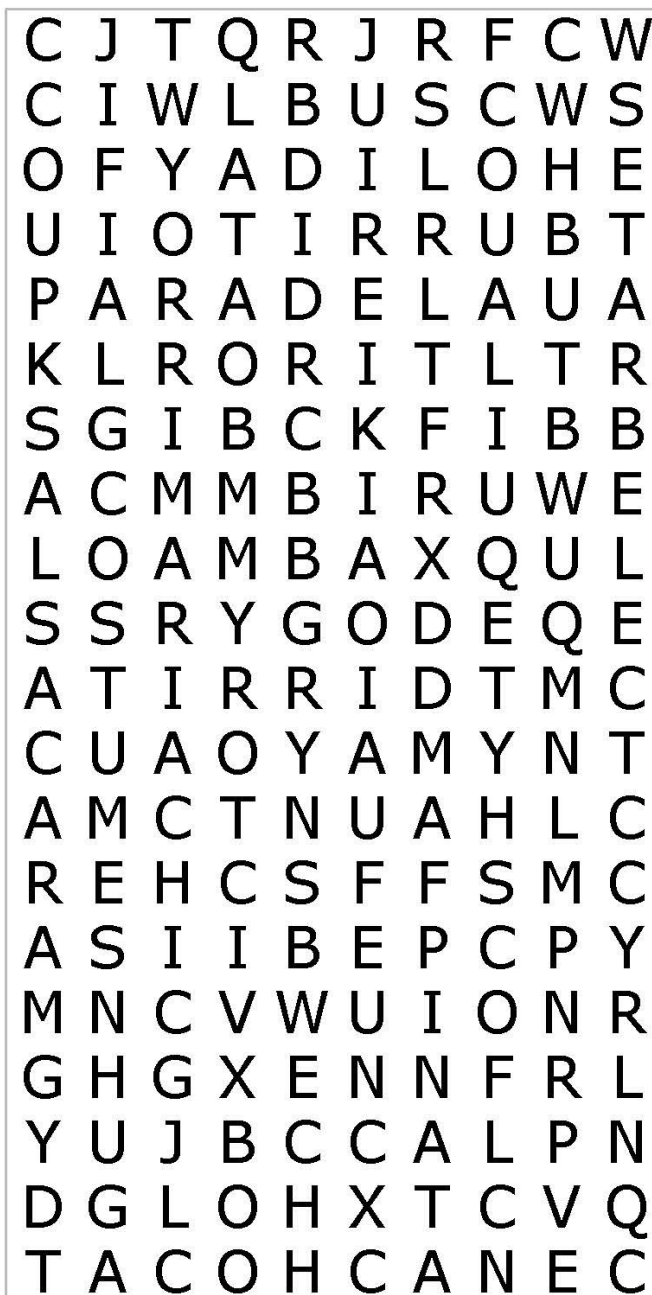 C J T Q R J R F C W
C I W L B U S C W S
O F Y A D I L O H E
U I O T I R R U B T
P A R A D E L A U A
K L R O R I T L T R
S G I B C K F I B B
A C M M B I R U W E
L O A M B A X Q U L
S S R Y G O D E Q E
A T I R R I D T M C
C U A O Y A M Y N T
A M C T N U A H L C
R E H C S F F S M C
A S I I B E P C P Y
M N C V W U I O N R
G H G X E N N F R L
Y U J B C C A L P N
D G L O H X T C V Q
T A C O H C A N E C